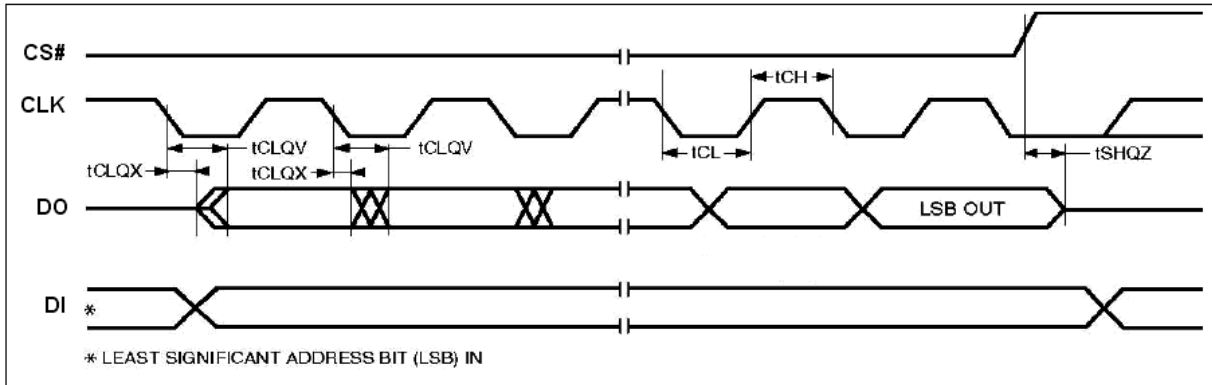 CS#
tCH
CLK
tCLQV
tCLQV
tCL
tSHQZ
tCLQX
tCLQX
DO
LSB OUT
DI
*
* LEAST SIGNIFICANT ADDRESS BIT (LSB) IN